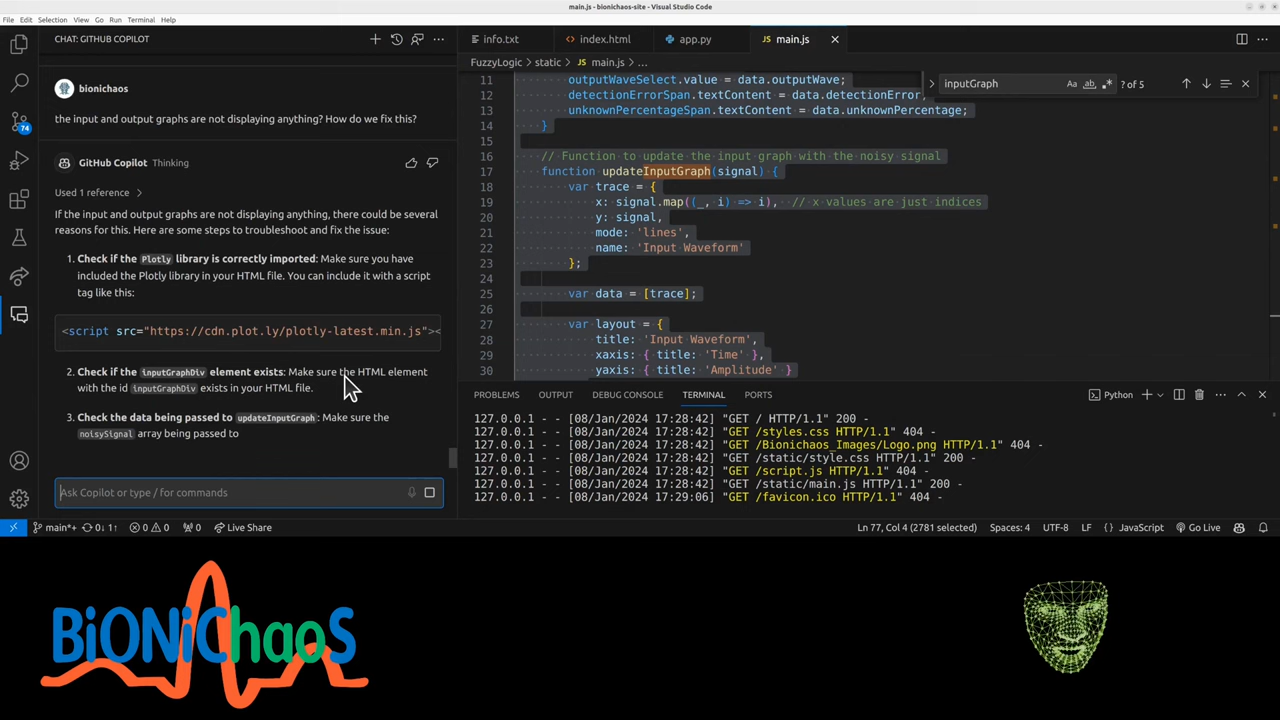 main.js - bionichaos-site - Visual Studio Code
File Edit Selection View Go Run Terminal Help
CHAT: GITHUB COPILOT
info.txt index.html app.py main.js
FuzzyLogic > static > main.js > ...
inputGraph Aa ab ? of 5
bionichaos
the input and output graphs are not displaying anything? How do we fix this?
GitHub Copilot Thinking
Used 1 reference
If the input and output graphs are not displaying anything, there could be several
reasons for this. Here are some steps to troubleshoot and fix the issue:
1. Check if the Plotly library is correctly imported: Make sure you have
included the Plotly library in your HTML file. You can include it with a script
tag like this:
<script src="https://cdn.plot.ly/plotly-latest.min.js"><
2. Check if the inputGraphDiv element exists: Make sure the HTML element
with the id inputGraphDiv exists in your HTML file.
3. Check the data being passed to updateInputGraph: Make sure the
noisySignal array being passed to
Ask Copilot or type / for commands
11 outputWaveSelect.value = data.outputWave;
12 detectionErrorSpan.textContent = data.detectionError;
13 unknownPercentageSpan.textContent = data.unknownPercentage;
14 }
15
16 // Function to update the input graph with the noisy signal
17 function updateInputGraph(signal) {
18 var trace = {
19 x: signal.map((_, i) => i), // x values are just indices
20 y: signal,
21 mode: 'lines',
22 name: 'Input Waveform'
23 };
24
25 var data = [trace];
26
27 var layout = {
28 title: 'Input Waveform',
29 xaxis: { title: 'Time' },
30 yaxis: { title: 'Amplitude' }
PROBLEMS OUTPUT DEBUG CONSOLE TERMINAL PORTS Python
127.0.0.1 - - [08/Jan/2024 17:28:42] "GET / HTTP/1.1" 200 -
127.0.0.1 - - [08/Jan/2024 17:28:42] "GET /styles.css HTTP/1.1" 404 -
127.0.0.1 - - [08/Jan/2024 17:28:42] "GET /Bionichaos_Images/Logo.png HTTP/1.1" 404 -
127.0.0.1 - - [08/Jan/2024 17:28:42] "GET /static/style.css HTTP/1.1" 200 -
127.0.0.1 - - [08/Jan/2024 17:28:42] "GET /script.js HTTP/1.1" 404 -
127.0.0.1 - - [08/Jan/2024 17:28:42] "GET /static/main.js HTTP/1.1" 200 -
127.0.0.1 - - [08/Jan/2024 17:29:06] "GET /favicon.ico HTTP/1.1" 404 -
74
main*+ 0↓ 1↑ 0 0 0 Live Share Ln 77, Col 4 (2781 selected) Spaces: 4 UTF-8 LF {} JavaScript Go Live
BiONiChaoS